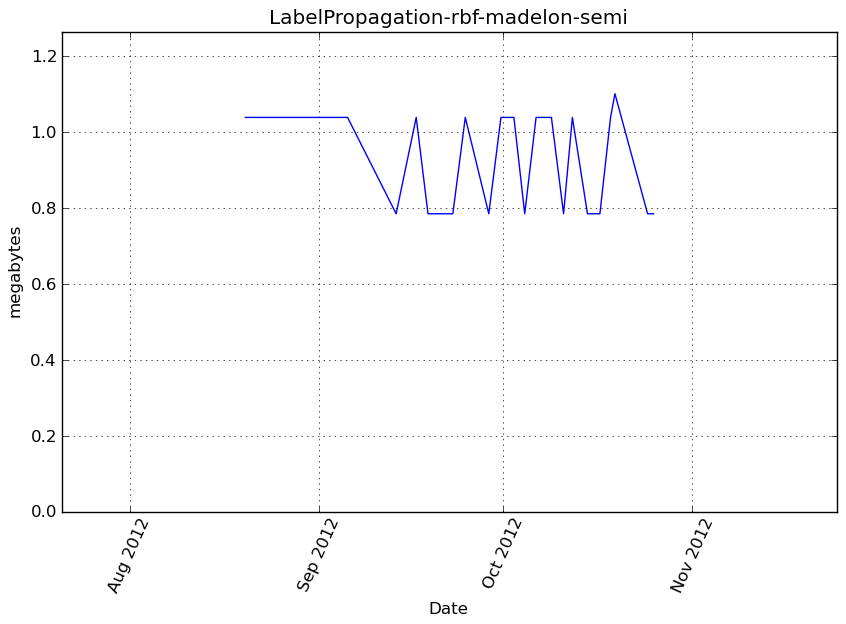 LabelPropagation-rbf-madelon-semi
1.2
1.0
0.8
0.6
0.4
0.2
0.0
megabytes
Aug 2012
Sep 2012
Oct 2012
Nov 2012
Date